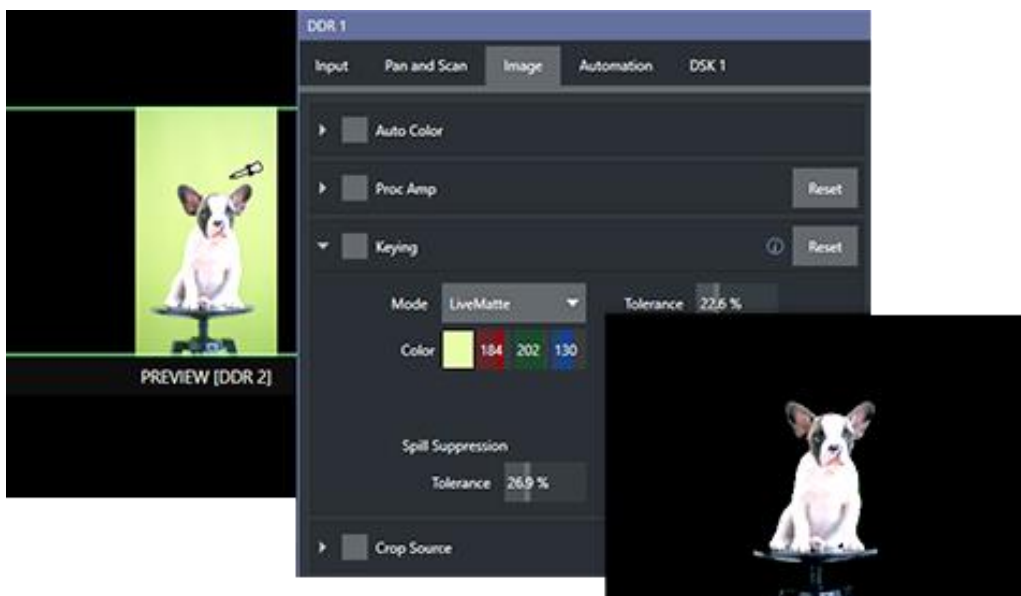 DDR 1
Input Pan and Scan Image Automation DSK 1
Auto Color
Proc Amp Reset
Keying Reset
Mode LiveMatte Tolerance 22.6 %
Color 184 202 130
PREVIEW [DDR 2]
Spill Suppression
Tolerance 26.9 %
Crop Source